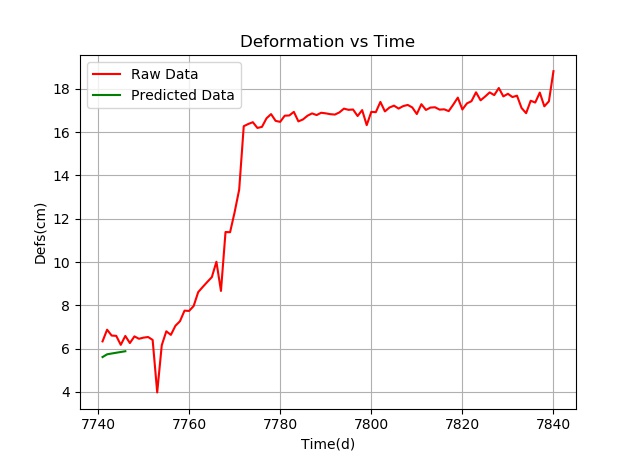 Deformation vs Time
Raw Data
Predicted Data
Defs(cm)
18
16
14
12
10
8
6
4
7740 7760 7780 7800 7820 7840
Time(d)